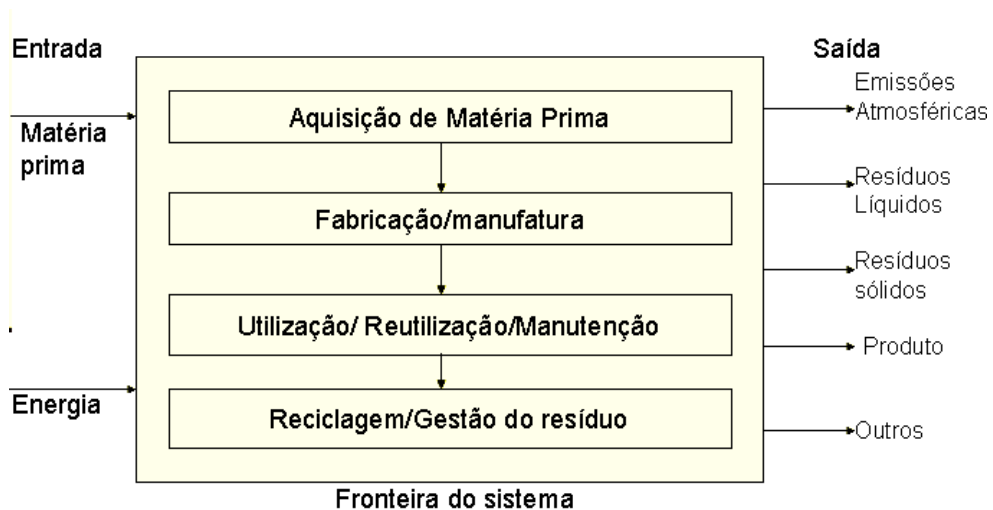 Entrada
Saída
Emissões
Atmosféricas
Matéria
prima
Aquisição de Matéria Prima
Resíduos
Líquidos
Fabricação/manufatura
Resíduos
sólidos
Utilização/ Reutilização/Manutenção
Produto
Energia
Reciclagem/Gestão do resíduo
Outros
Fronteira do sistema